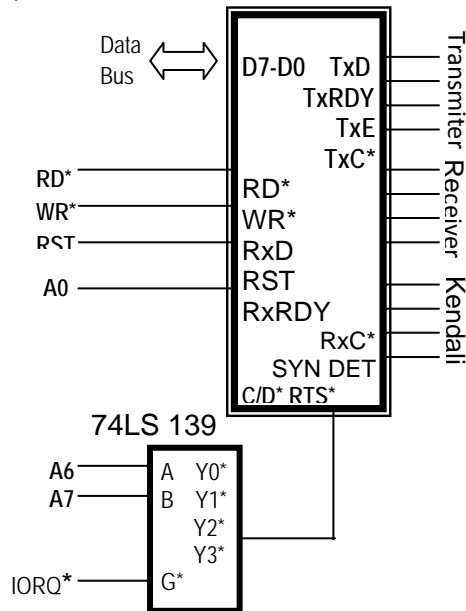 Data
Bus
D7-D0 TxD
TxRDY
TxE
TxC*
RD*
WR*
RxD
RST
RxRDY
RxC*
SYN DET
C/D* RTS*
RD*
WR*
RST
A0
Transmiter
Receiver
Kendali
74LS 139
A6
A7
IORQ*
A Y0*
B Y1*
Y2*
Y3*
G*